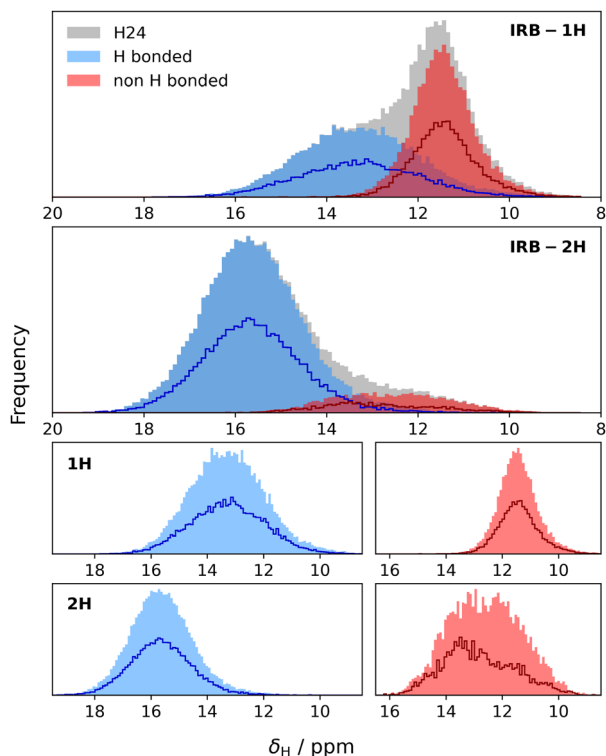 H24
H bonded
non H bonded
IRB – 1H
20 18 16 14 12 10 8
IRB – 2H
20 18 16 14 12 10 8
Frequency
1H
18 16 14 12 10
16 14 12 10
2H
18 16 14 12 10
16 14 12 10
δH / ppm